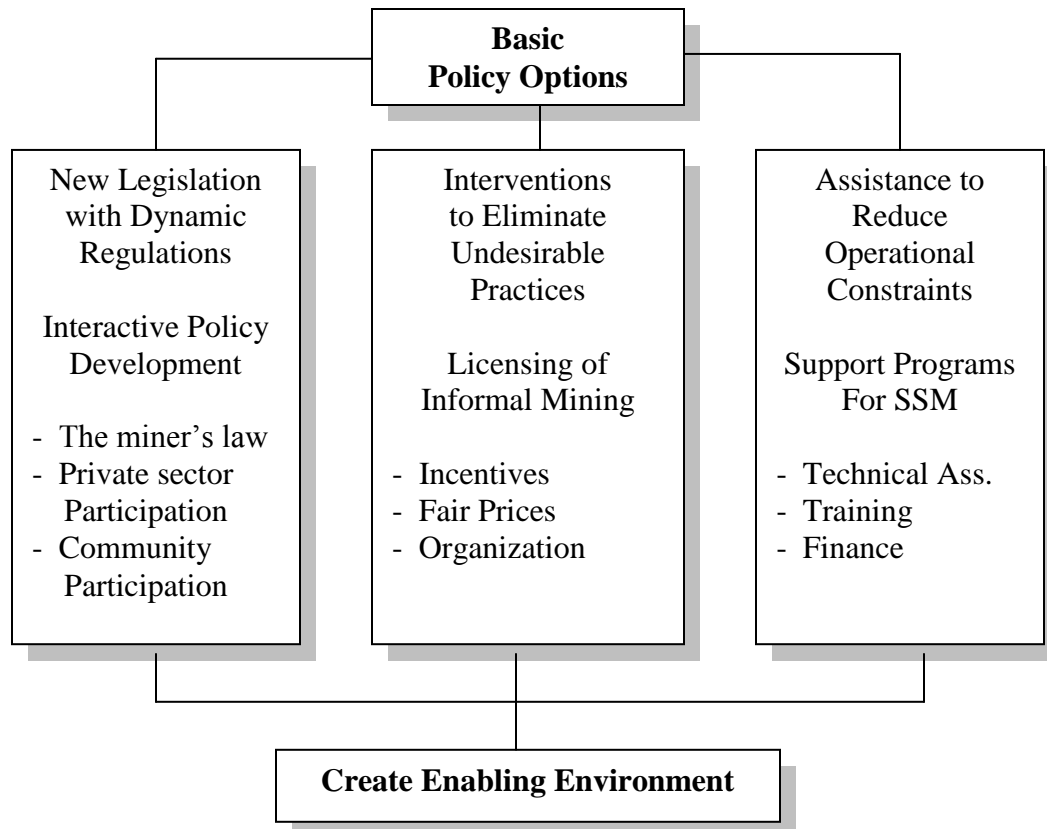 Basic
Policy Options
New Legislation
with Dynamic
Regulations
Interactive Policy
Development
- The miner’s law
- Private sector
Participation
- Community
Participation
Interventions
to Eliminate
Undesirable
Practices
Licensing of
Informal Mining
- Incentives
- Fair Prices
- Organization
Assistance to
Reduce
Operational
Constraints
Support Programs
For SSM
- Technical Ass.
- Training
- Finance
Create Enabling Environment